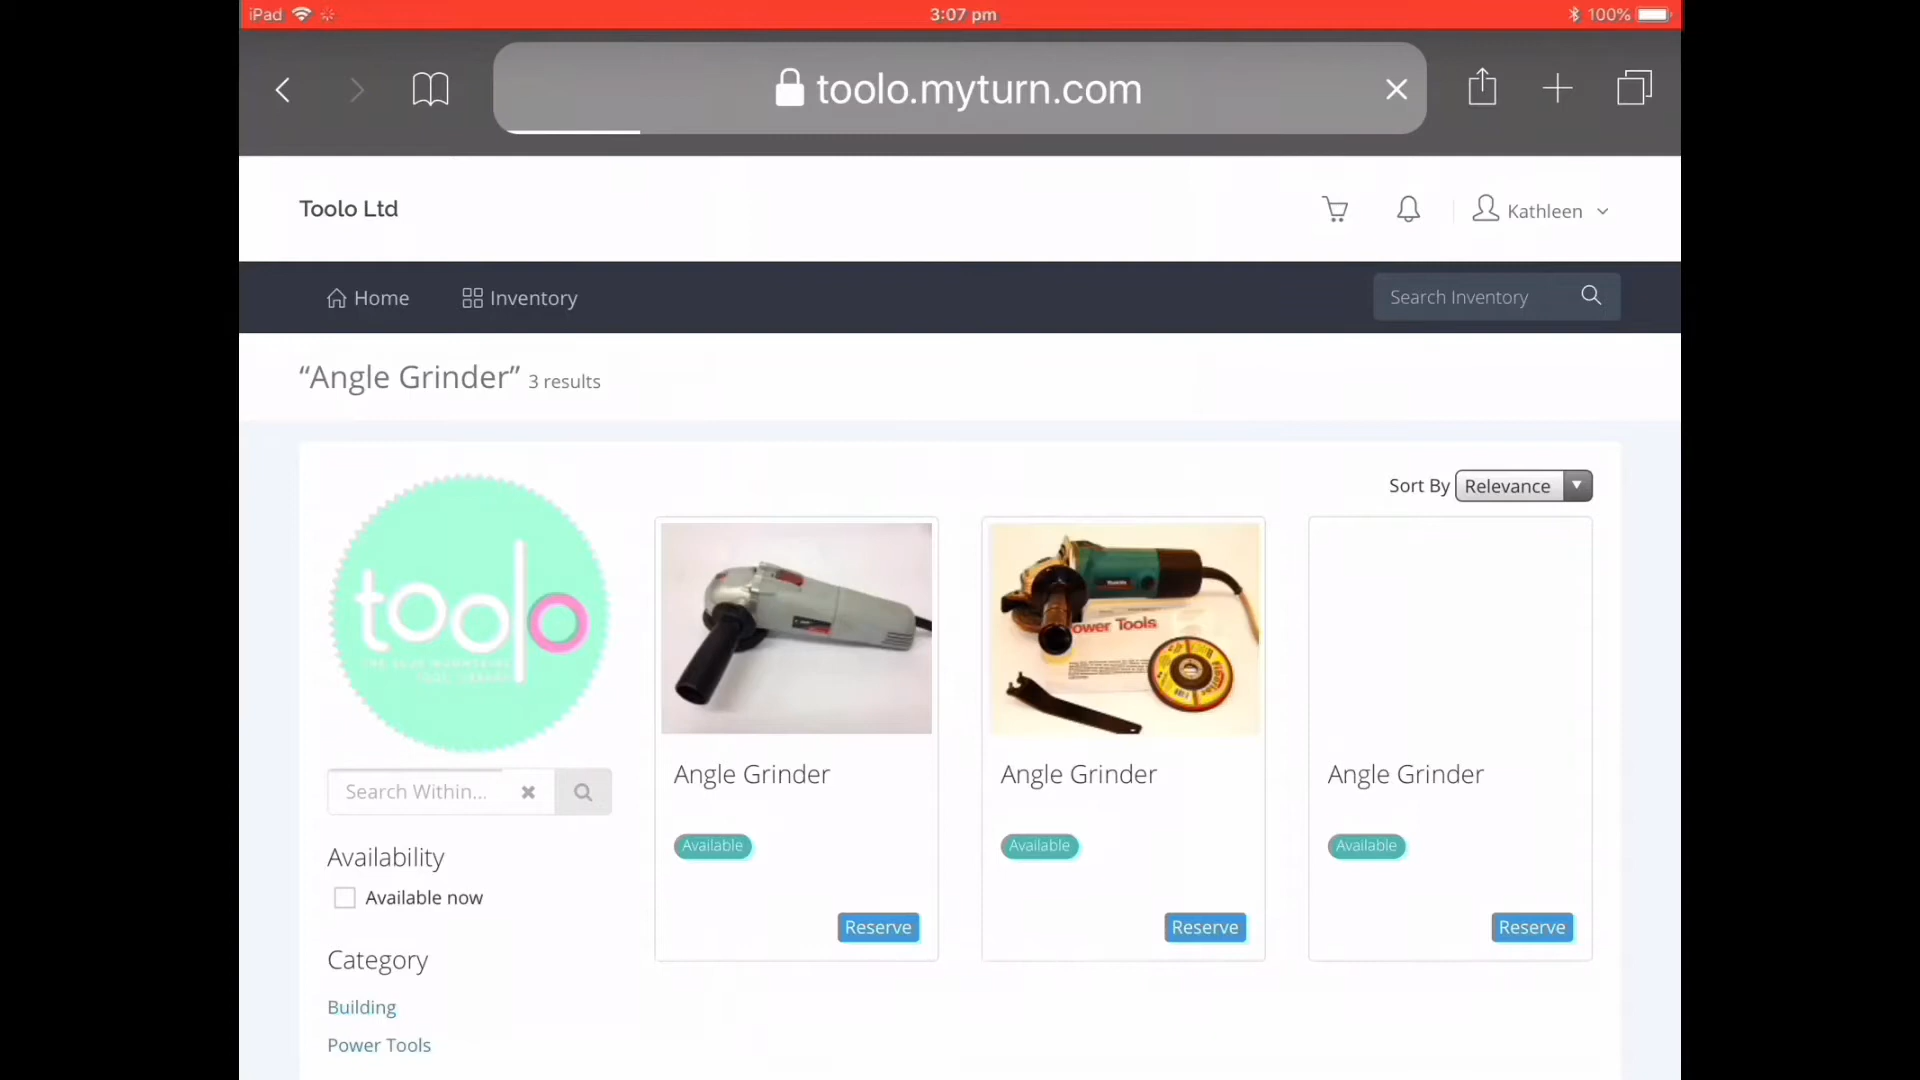 iPad
3:07 pm
100%
toolo.myturn.com
Toolo Ltd
Kathleen
Home
Inventory
Search Inventory
“Angle Grinder” 3 results
Sort By Relevance
toolo
Power Tools
Angle Grinder
Angle Grinder
Angle Grinder
Search Within...
Available
Available
Available
Availability
Available now
Reserve
Reserve
Reserve
Category
Building
Power Tools